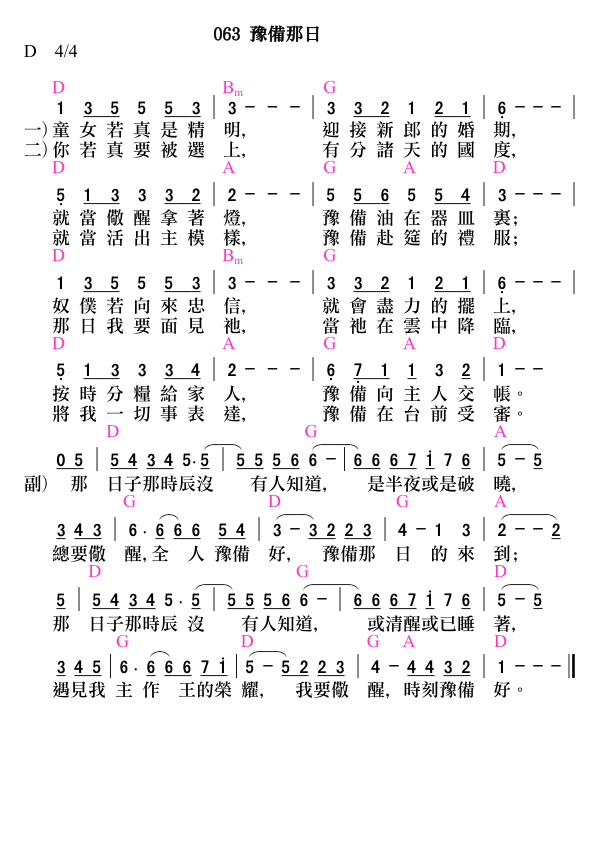 063 豫備那日
D 4/4
D Bm G
1 3 5 5 5 3 | 3 - - - | 3 3 2 1 2 1 | 6 - - - |
一)童女若真是精明, 迎接新郎的婚期,
二)你若真要被選上, 有分諸天的國度,
D A G A D
5 1 3 3 3 2 | 2 - - - | 5 5 6 5 5 4 | 3 - - - |
就當儆醒拿著燈, 豫備油在器皿裏;
就當活出主模樣, 豫備赴筵的禮服;
D Bm G
1 3 5 5 5 3 | 3 - - - | 3 3 2 1 2 1 | 6 - - - |
奴僕若向來忠信, 就會盡力的擺上,
那日我要面見祂, 當祂在雲中降臨,
D A G A D
5 1 3 3 3 4 | 2 - - - | 6 7 1 1 3 2 | 1 - -
按時分糧給家人, 豫備向主人交帳。
將我一切事表達, 豫備在台前受審。
D G A
0 5 | 5 4 3 4 5 · 5 | 5 5 5 6 6 - | 6 6 6 7 i 7 6 | 5 - 5
副) 那 日子那時辰沒 有人知道, 是半夜或是破 曉,
G D G A
3 4 3 | 6 · 6 6 6 5 4 | 3 - 3 2 2 3 | 4 - 1 3 | 2 - - 2
總要儆 醒,全 人 豫備 好, 豫備那 日 的 來 到;
D G D
5 | 5 4 3 4 5 · 5 | 5 5 5 6 6 - | 6 6 6 7 i 7 6 | 5 - 5
那 日子那時辰 沒 有人知道, 或清醒或已睡 著,
G D G A D
3 4 5 | 6 · 6 6 6 7 i | 5 - 5 2 2 3 | 4 - 4 4 3 2 | 1 - - -
遇見我 主 作 王的榮 耀, 我要儆 醒, 時刻豫備 好。